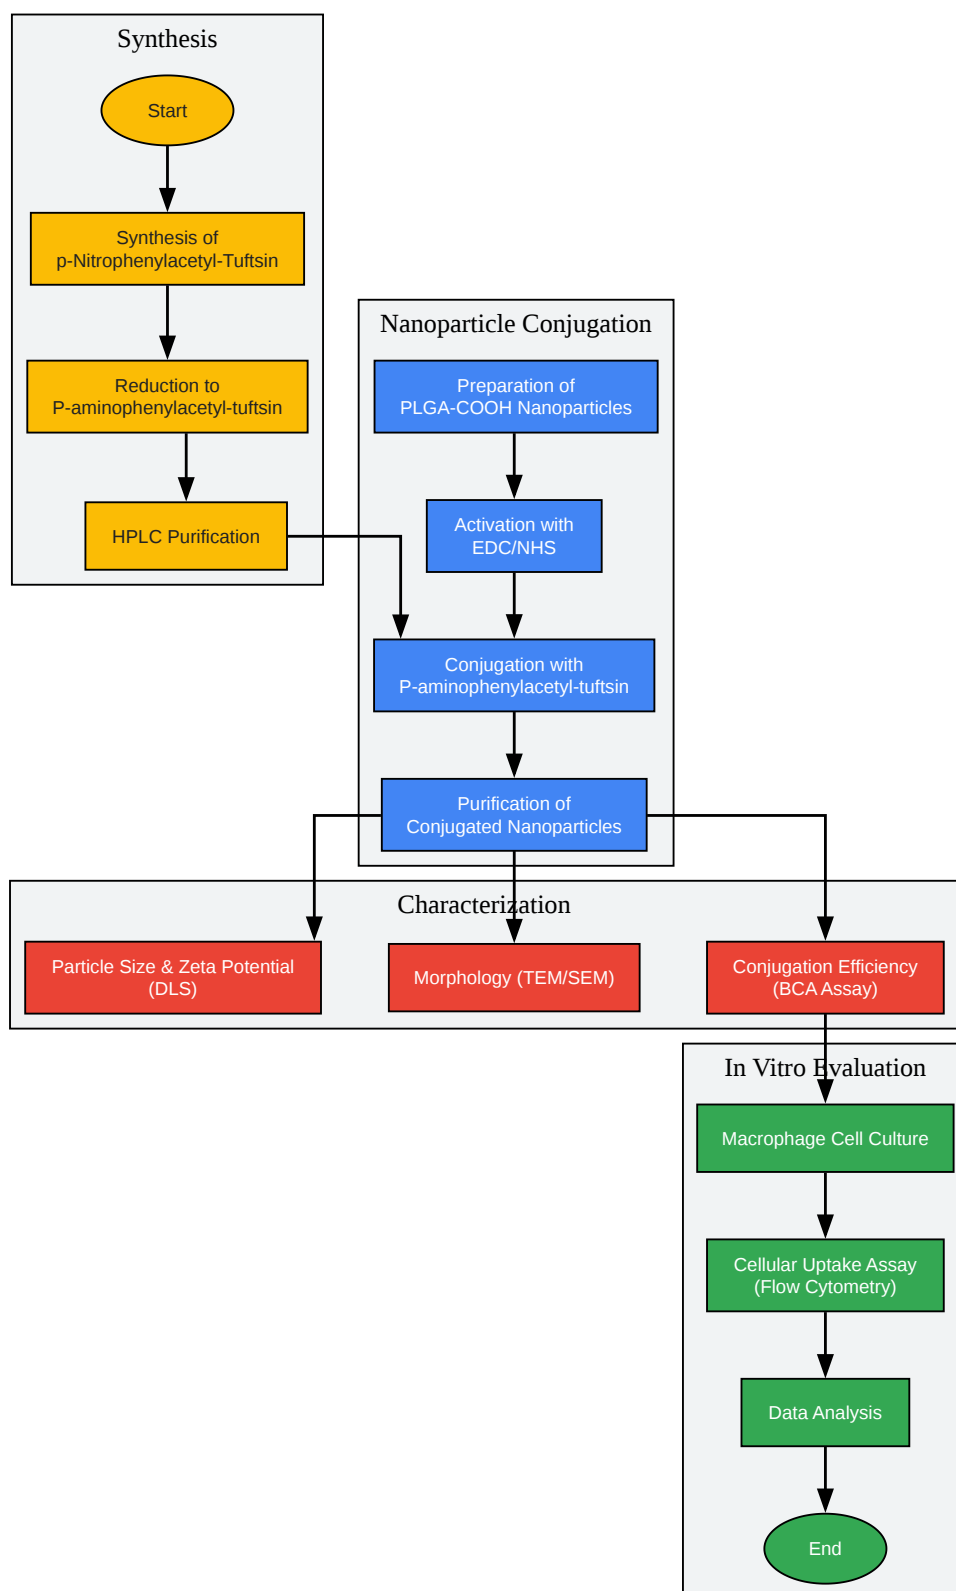 Synthesis
Start
Synthesis of
p-Nitrophenylacetyl-Tuftsin
Reduction to
P-aminophenylacetyl-tuftsin
HPLC Purification
Nanoparticle Conjugation
Preparation of
PLGA-COOH Nanoparticles
Activation with
EDC/NHS
Conjugation with
P-aminophenylacetyl-tuftsin
Purification of
Conjugated Nanoparticles
Characterization
Particle Size & Zeta Potential
(DLS)
Morphology (TEM/SEM)
Conjugation Efficiency
(BCA Assay)
In Vitro Evaluation
Macrophage Cell Culture
Cellular Uptake Assay
(Flow Cytometry)
Data Analysis
End